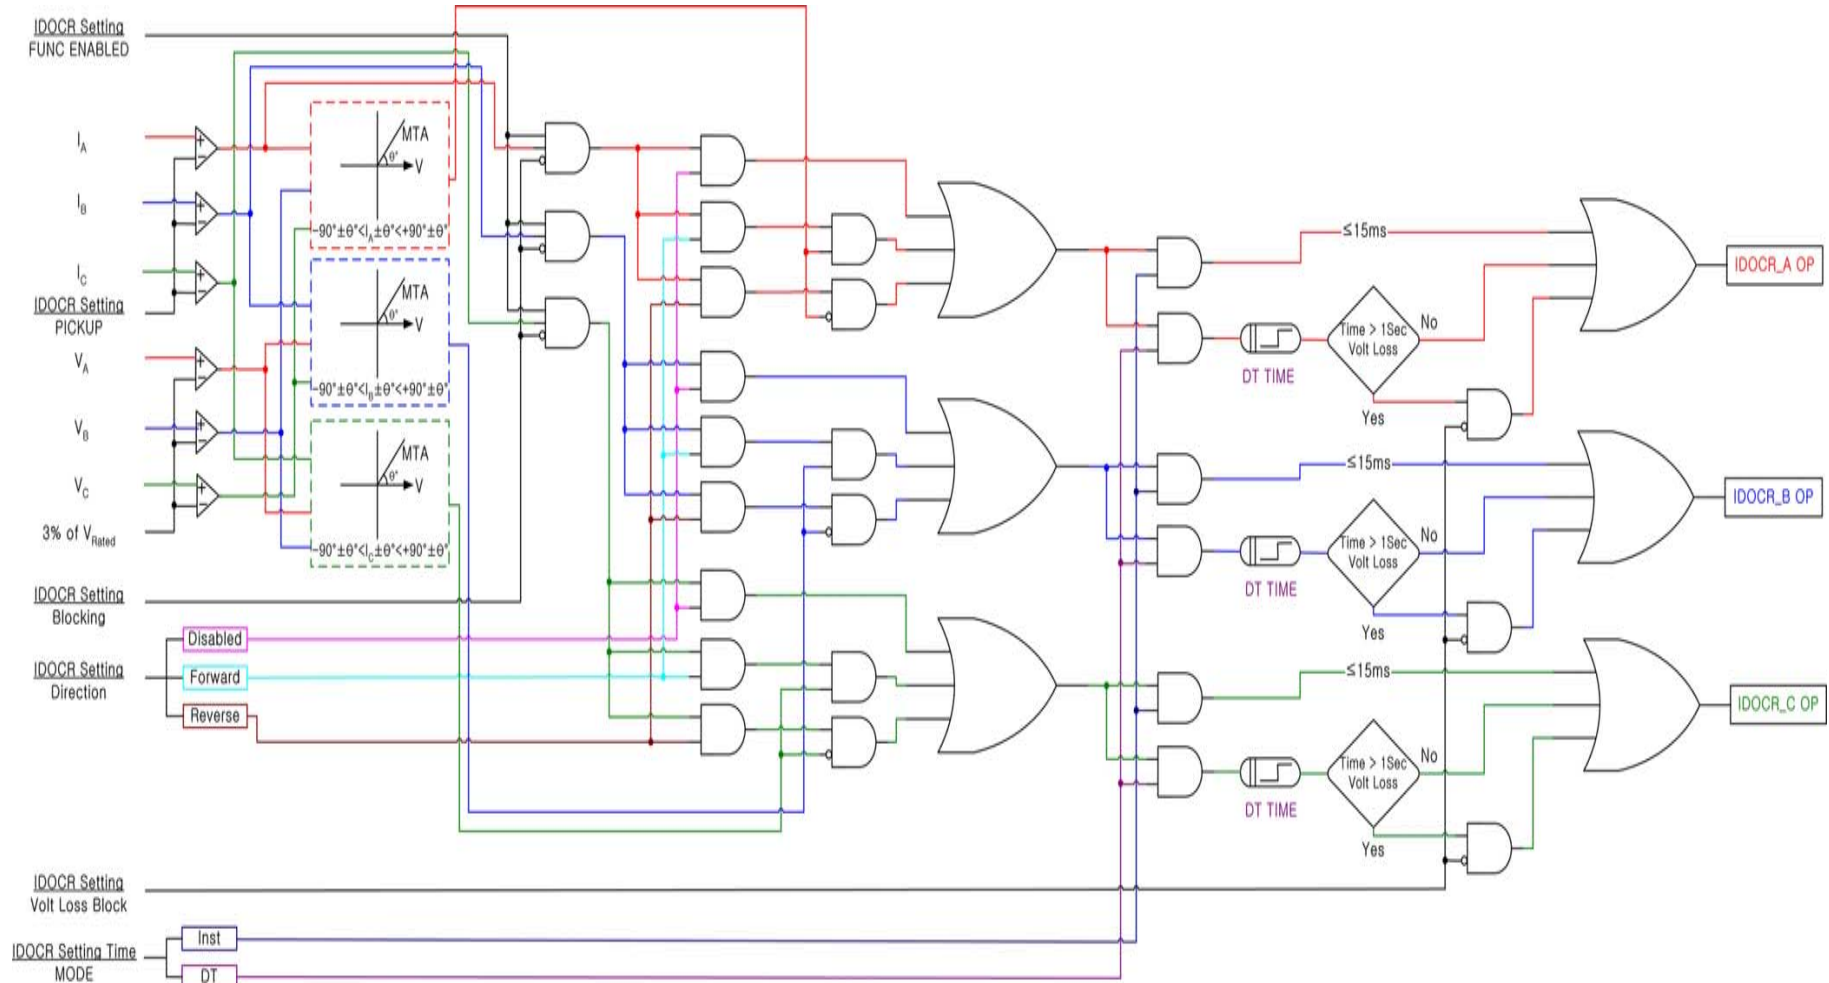 IDOCR Setting
FUNC ENABLED
IA
IB
IC
IDOCR Setting
PICKUP
VA
VB
VC
3% of VRated
IDOCR Setting
Blocking
IDOCR Setting
Direction
Disabled
Forward
Reverse
IDOCR Setting
Volt Loss Block
IDOCR Setting Time
MODE
Inst
DT
MTA
θ°
V
-90°±θ°<IA±θ°<+90°±θ°
MTA
θ°
V
-90°±θ°<IB±θ°<+90°±θ°
MTA
θ°
V
-90°±θ°<IC±θ°<+90°±θ°
≤15ms
DT TIME
Time > 1Sec
Volt Loss
No
Yes
IDOCR_A OP
≤15ms
DT TIME
Time > 1Sec
Volt Loss
No
Yes
IDOCR_B OP
≤15ms
DT TIME
Time > 1Sec
Volt Loss
No
Yes
IDOCR_C OP